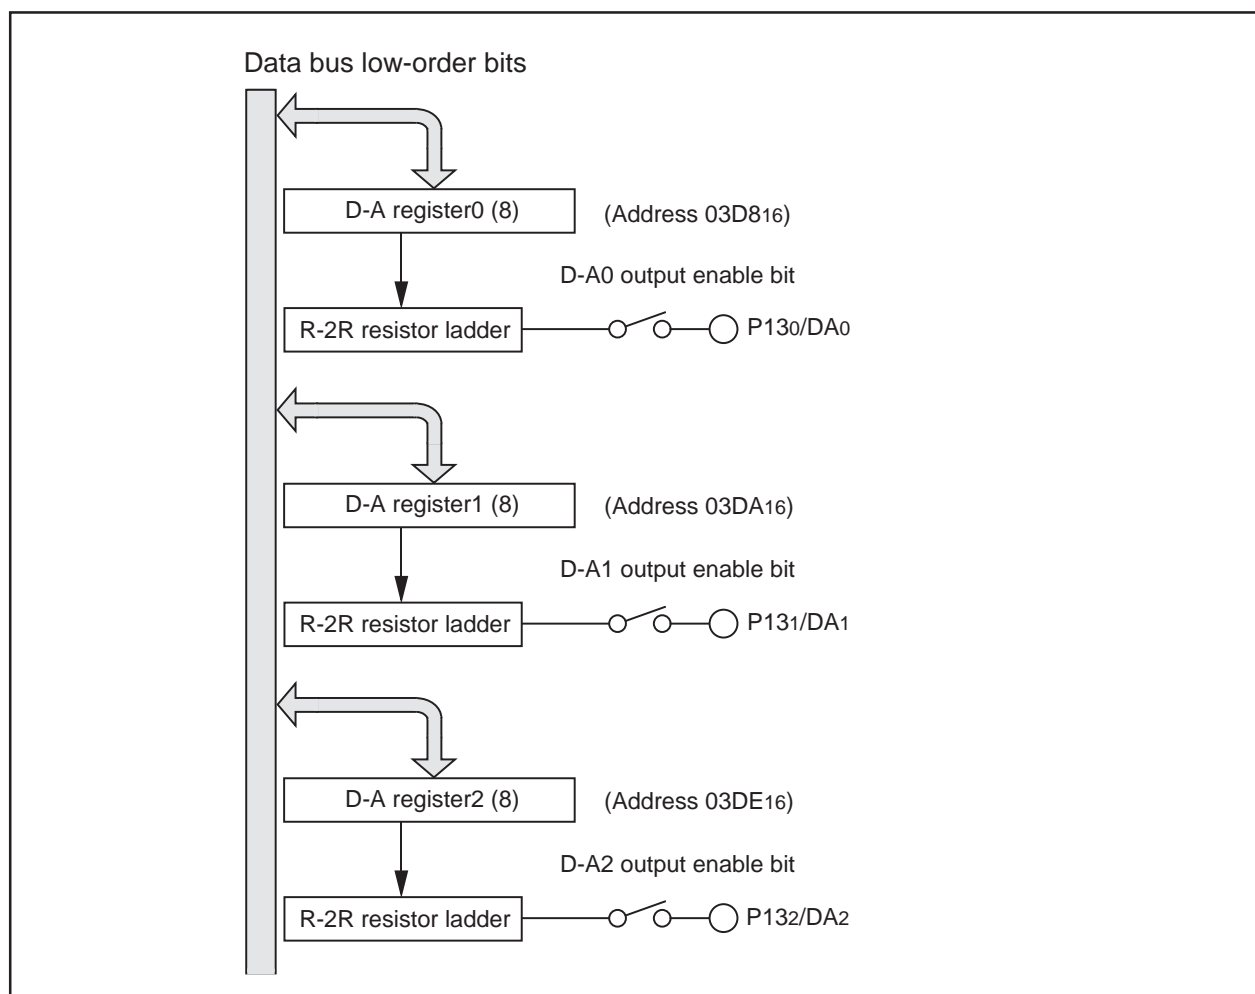 Data bus low-order bits
D-A register0 (8) (Address 03D816)
D-A0 output enable bit
R-2R resistor ladder P130/DA0
D-A register1 (8) (Address 03DA16)
D-A1 output enable bit
R-2R resistor ladder P131/DA1
D-A register2 (8) (Address 03DE16)
D-A2 output enable bit
R-2R resistor ladder P132/DA2